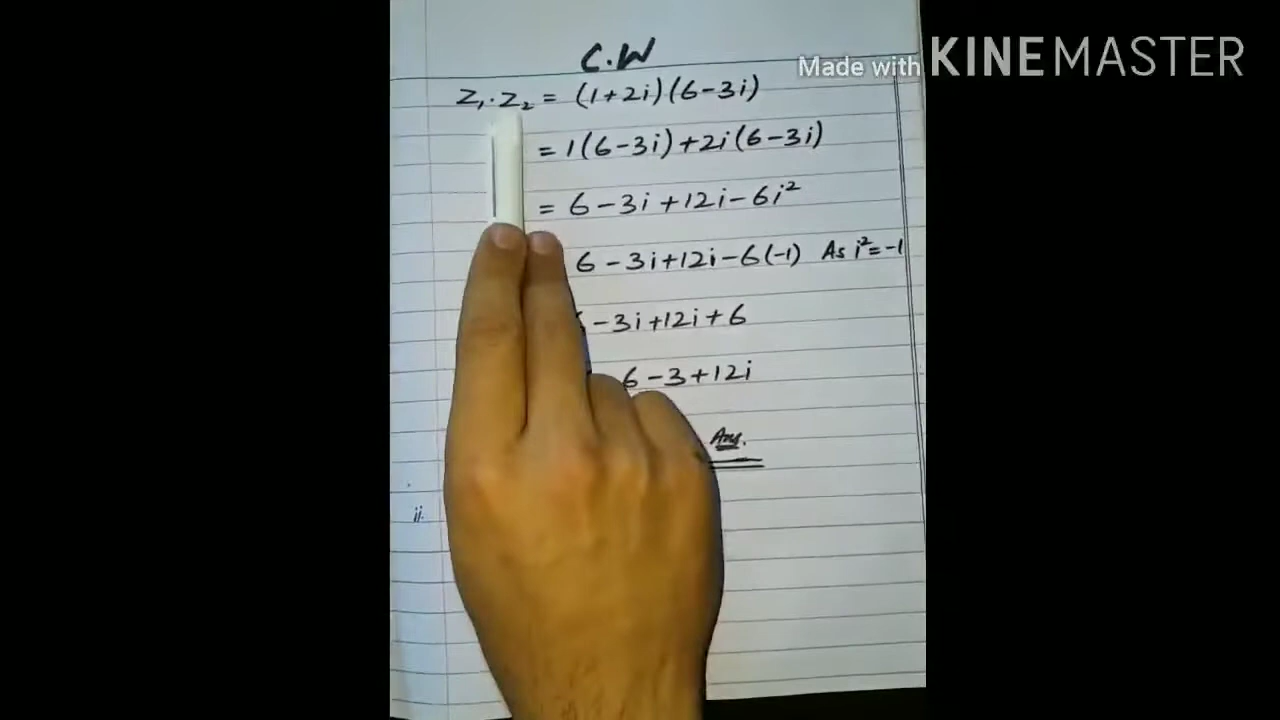 C.W
Made with KINEMASTER
Z₁·Z₂ = (1+2i)(6-3i)
= 1(6-3i)+2i(6-3i)
= 6-3i+12i-6i²
6-3i+12i-6(-1) As i²=-1
-3i+12i+6
6-3+12i
Ans.
ii.